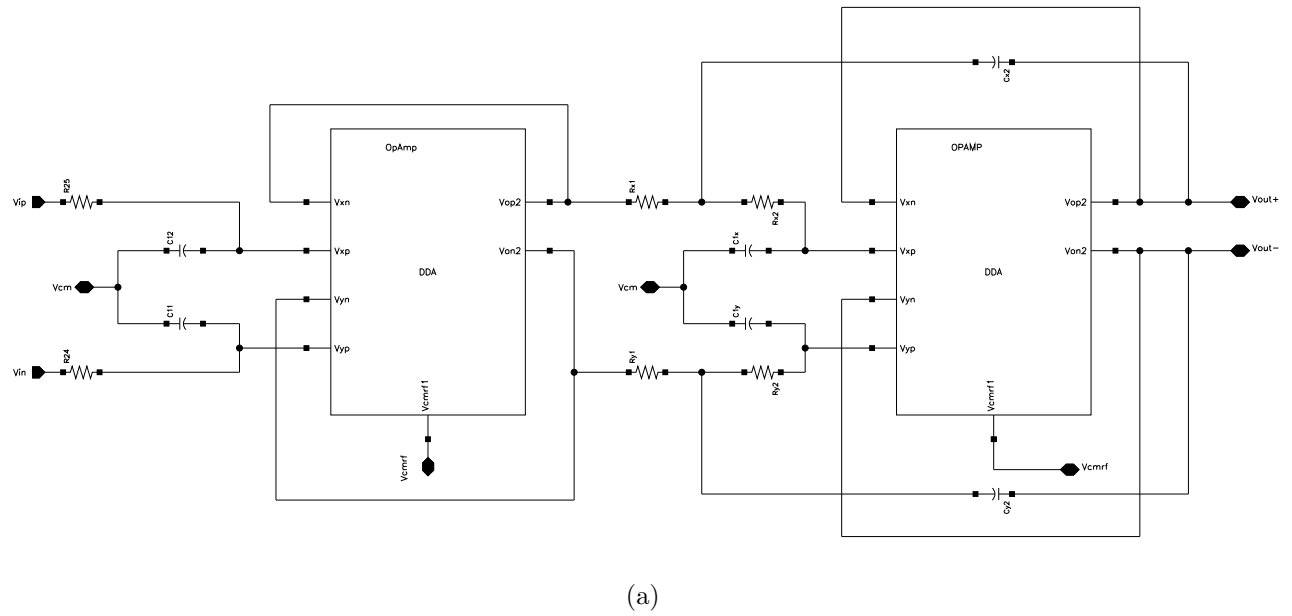 Cx2
OpAmp
OPAMP
R25
Rx1
Rx2
Vip
Vxn
Vop2
Vxn
Vop2
Vout+
C12
C1x
Vxp
Von2
Vxp
Von2
Vout-
DDA
DDA
Vcm
Vcm
Vyn
Vyn
C11
C1y
R24
Vyp
Ry1
Vyp
Vin
Ry2
Vcmrf1
Vcmrf1
Vcmrf
Vcmrf
Cy2
(a)